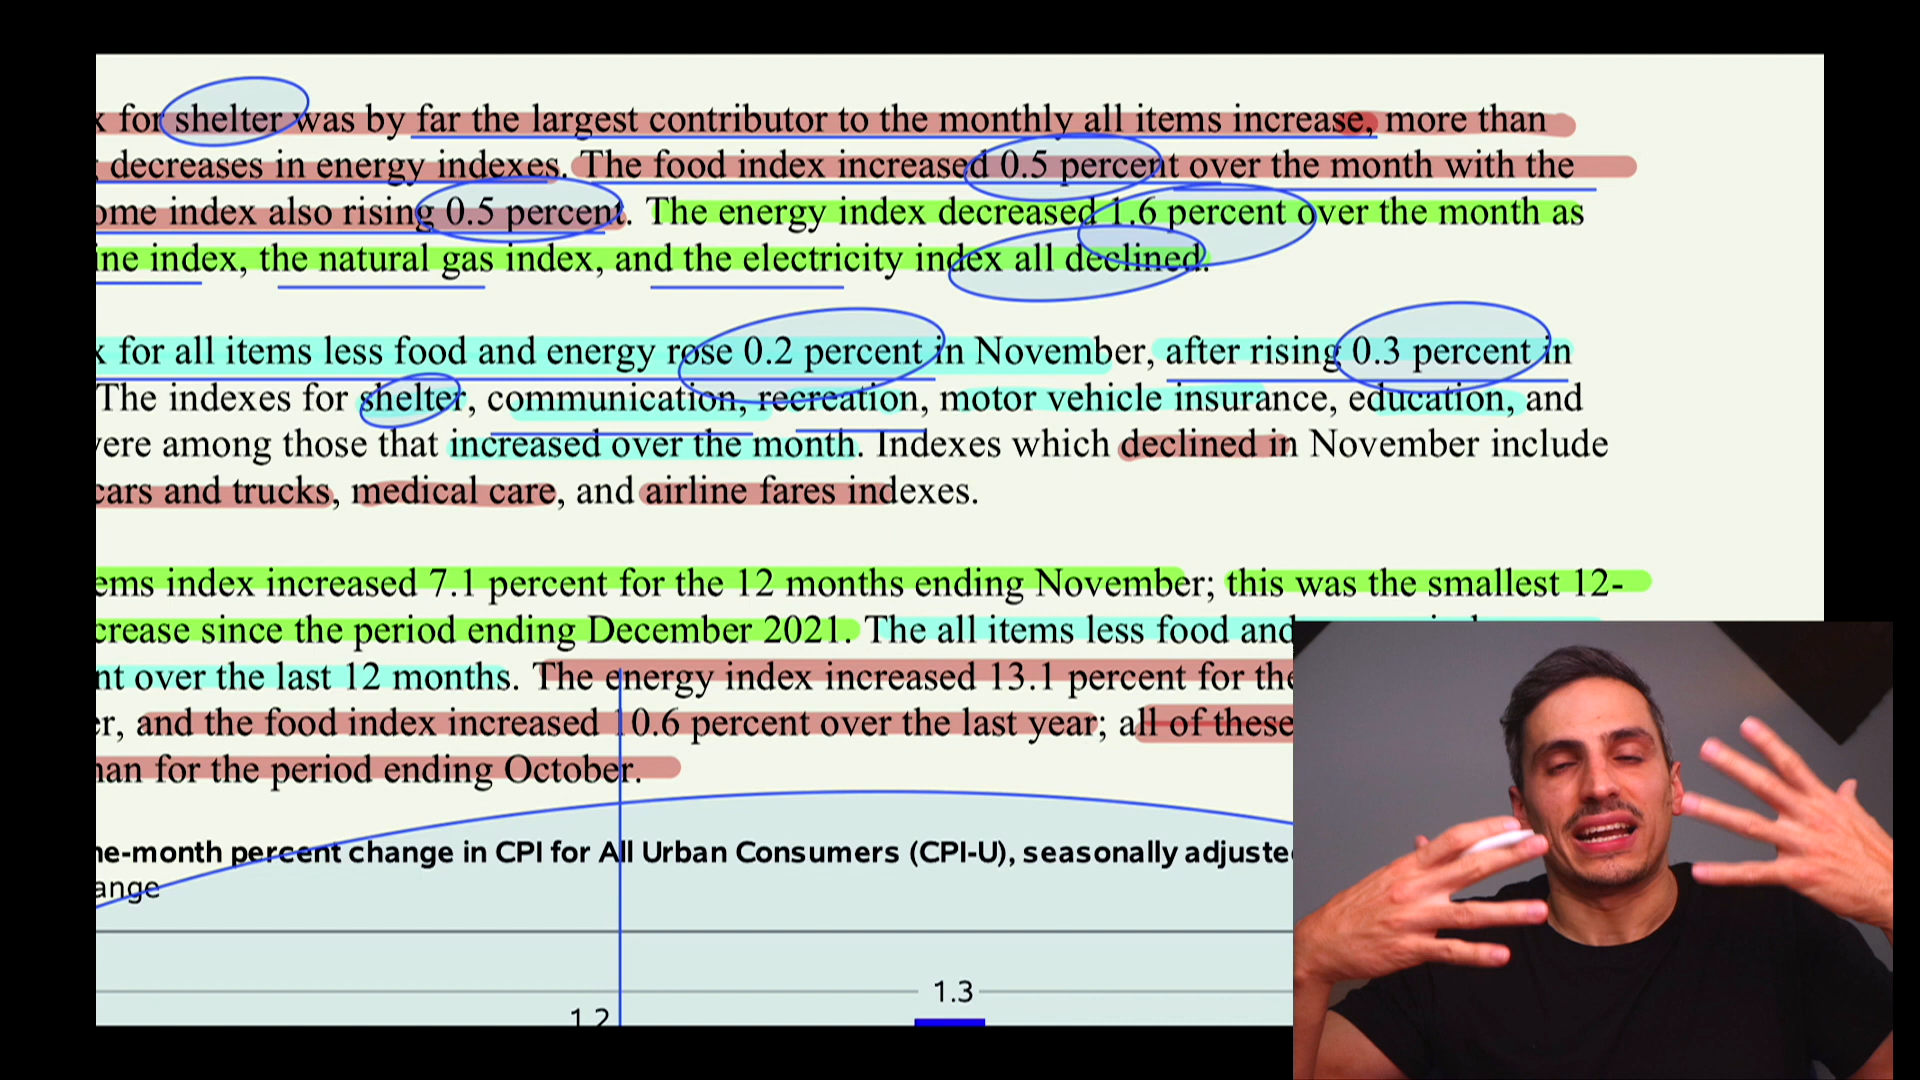 for shelter was by far the largest contributor to the monthly all items increase, more than
decreases in energy indexes. The food index increased 0.5 percent over the month with the
index also rising 0.5 percent. The energy index decreased 1.6 percent over the month as
index, the natural gas index, and the electricity index all declined.
for all items less food and energy rose 0.2 percent in November, after rising 0.3 percent in
The indexes for shelter, communication, recreation, motor vehicle insurance, education, and
ere among those that increased over the month. Indexes which declined in November include
cars and trucks, medical care, and airline fares indexes.
ems index increased 7.1 percent for the 12 months ending November; this was the smallest 12-
crease since the period ending December 2021. The all items less food and
nt over the last 12 months. The energy index increased 13.1 percent for the
er, and the food index increased 10.6 percent over the last year; all of these
an for the period ending October.
e-month percent change in CPI for All Urban Consumers (CPI-U), seasonally adjuste
ange
1.3
1.2